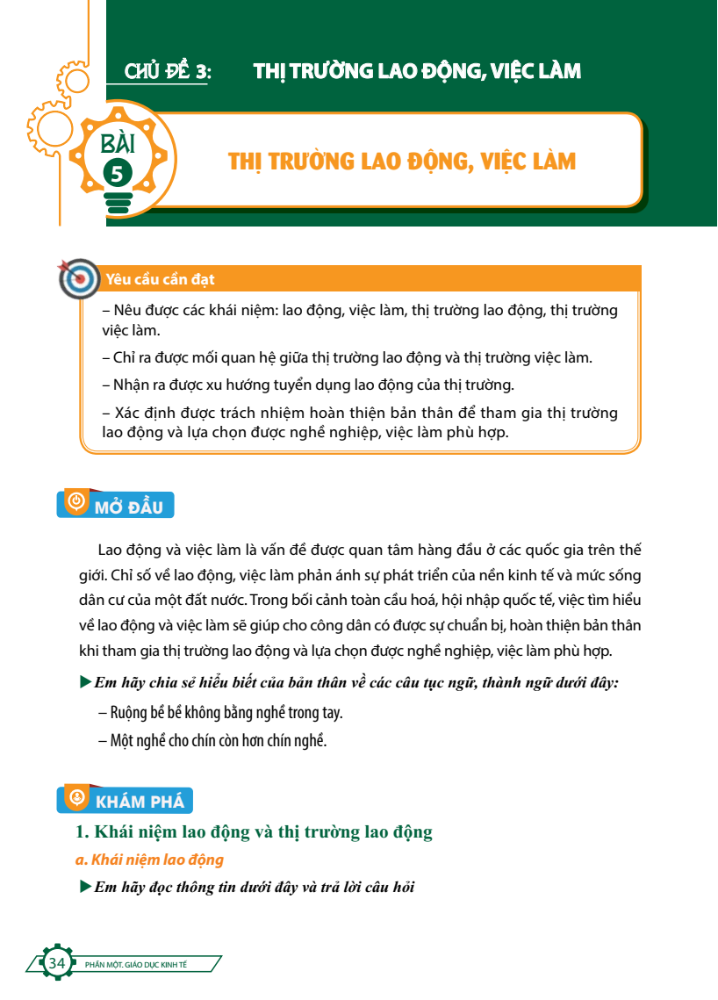 CHỦ ĐỀ 3: THỊ TRƯỜNG LAO ĐỘNG, VIỆC LÀM
BÀI
5
THỊ TRƯỜNG LAO ĐỘNG, VIỆC LÀM
Yêu cầu cần đạt
– Nêu được các khái niệm: lao động, việc làm, thị trường lao động, thị trường
việc làm.
– Chỉ ra được mối quan hệ giữa thị trường lao động và thị trường việc làm.
– Nhận ra được xu hướng tuyển dụng lao động của thị trường.
– Xác định được trách nhiệm hoàn thiện bản thân để tham gia thị trường
lao động và lựa chọn được nghề nghiệp, việc làm phù hợp.
MỞ ĐẦU
Lao động và việc làm là vấn đề được quan tâm hàng đầu ở các quốc gia trên thế
giới. Chỉ số về lao động, việc làm phản ánh sự phát triển của nền kinh tế và mức sống
dân cư của một đất nước. Trong bối cảnh toàn cầu hoá, hội nhập quốc tế, việc tìm hiểu
về lao động và việc làm sẽ giúp cho công dân có được sự chuẩn bị, hoàn thiện bản thân
khi tham gia thị trường lao động và lựa chọn được nghề nghiệp, việc làm phù hợp.
▶Em hãy chia sẻ hiểu biết của bản thân về các câu tục ngữ, thành ngữ dưới đây:
– Ruộng bề bề không bằng nghề trong tay.
– Một nghề cho chín còn hơn chín nghề.
KHÁM PHÁ
1. Khái niệm lao động và thị trường lao động
a. Khái niệm lao động
▶Em hãy đọc thông tin dưới đây và trả lời câu hỏi
34 PHẦN MỘT. GIÁO DỤC KINH TẾ